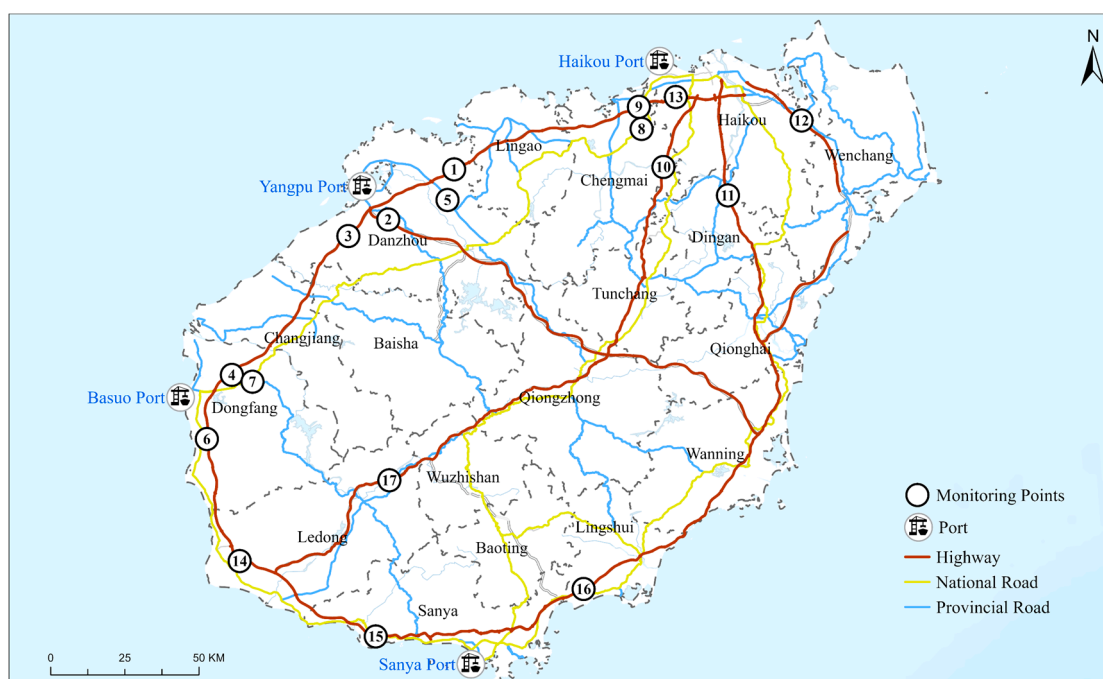 N
Haikou Port
13
9
Haikou
12
8
Lingao
Wenchang
1
10
Chengmai
Yangpu Port
11
5
2
3
Danzhou
Dingan
Tunchang
Changjiang
Baisha
Qionghai
4
7
Basuo Port
Qiongzhong
Dongfang
6
Wanning
17
Wuzhishan
Monitoring Points
Port
Lingshui
Ledong
Baoting
Highway
14
National Road
16
Sanya
Provincial Road
15
0 25 50 KM
Sanya Port